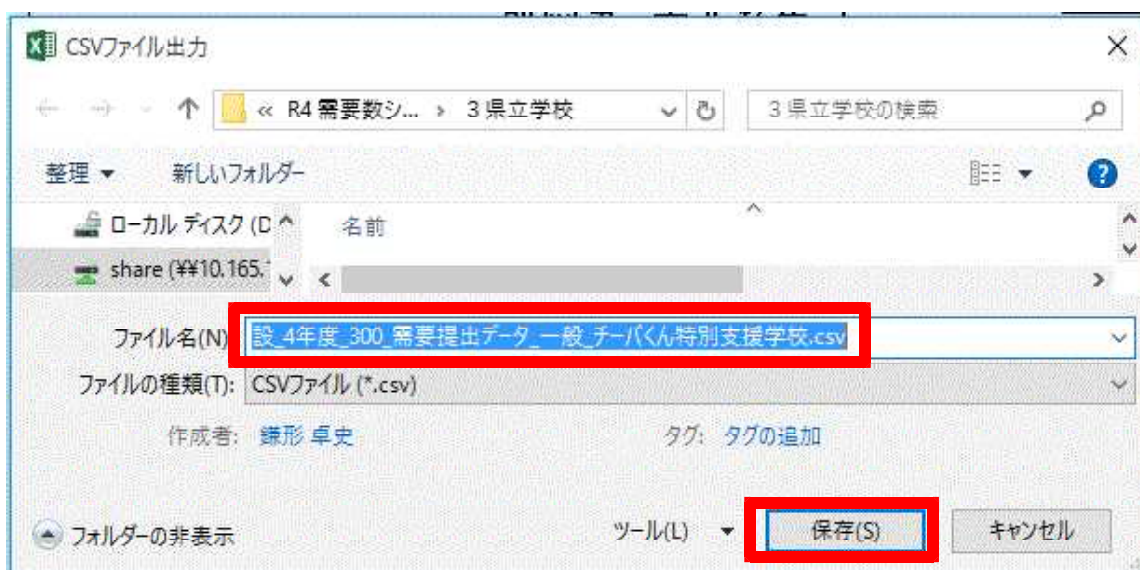 CSVファイル出力
« R4 需要数シ... › 3 県立学校
3 県立学校の検索
整理
新しいフォルダー
ローカル ディスク (D
名前
share (¥¥10.165.
ファイル名(N)
設_4年度_300_需要提出データ_一般_チーバくん特別支援学校.csv
ファイルの種類(T): CSVファイル (*.csv)
作成者: 鎌形 卓史 タグ: タグの追加
フォルダーの非表示 ツール(L) 保存(S) キャンセル